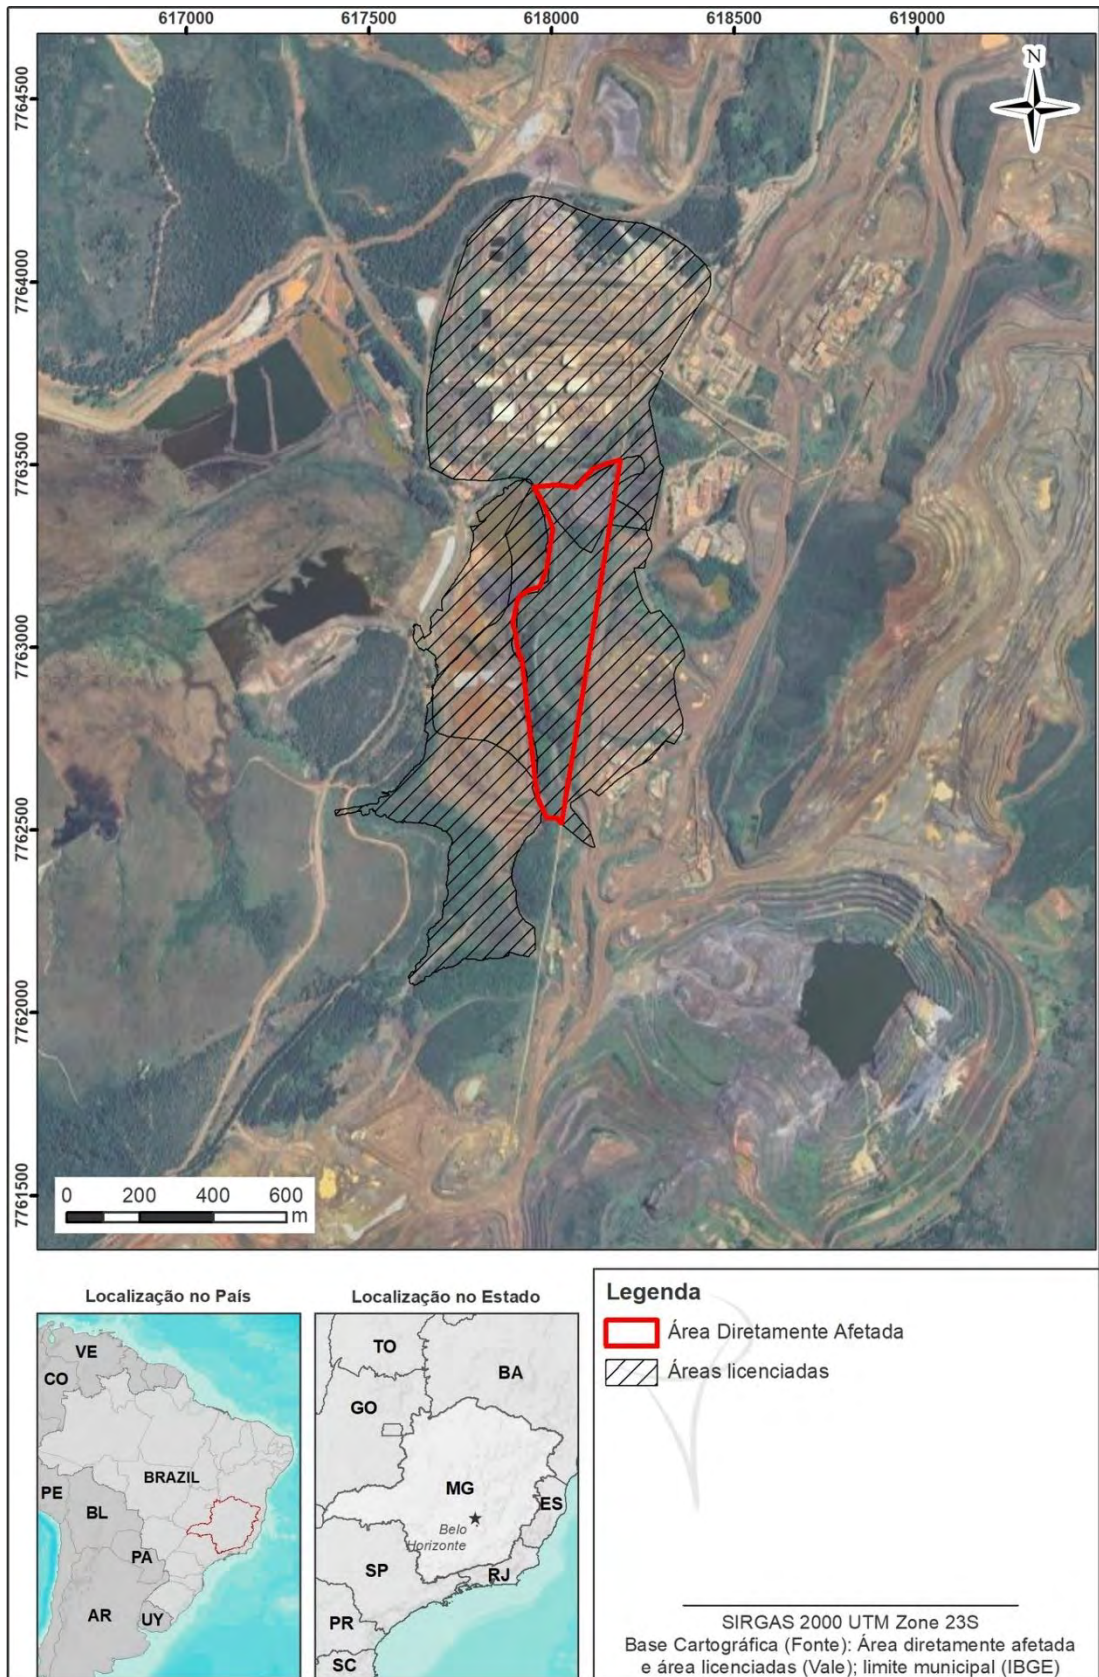 617000
617500
618000
618500
619000
7764500
7764000
7763500
7763000
7762500
7762000
7761500
N
0 200 400 600
m
Localização no País
VE
CO
BRAZIL
PE
BL
PA
AR
UY
Localização no Estado
TO
BA
GO
MG
ES
Belo
Horizonte
SP
RJ
PR
SC
Legenda
Área Diretamente Afetada
Áreas licenciadas
SIRGAS 2000 UTM Zone 23S
Base Cartográfica (Fonte): Área diretamente afetada
e área licenciadas (Vale); limite municipal (IBGE)